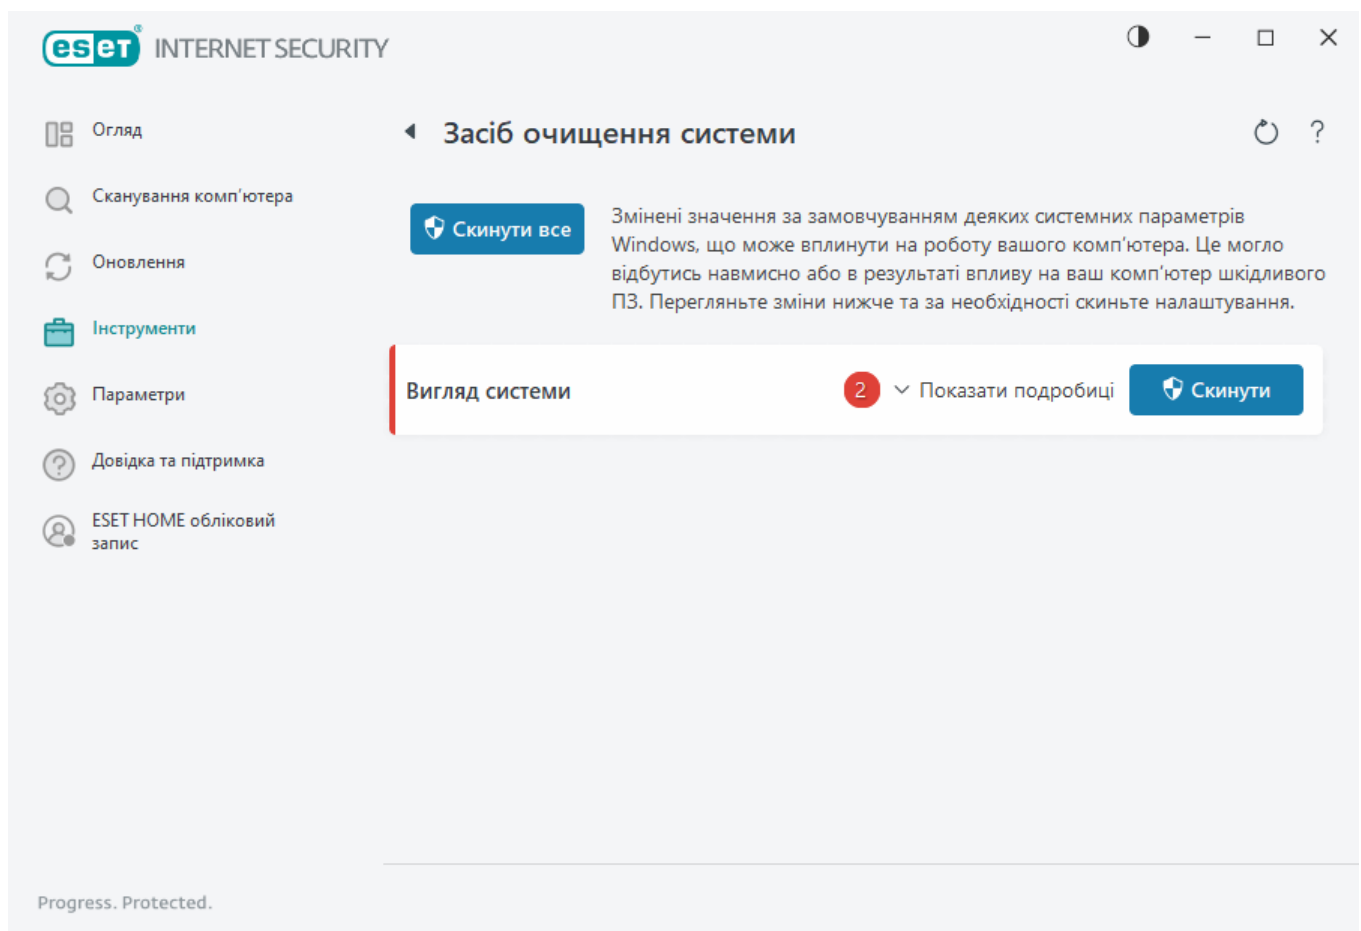 eset® INTERNET SECURITY
Огляд
Сканування комп'ютера
Оновлення
Інструменти
Параметри
Довідка та підтримка
ESET HOME обліковий
запис
Засіб очищення системи
?
Скинути все
Змінені значення за замовчуванням деяких системних параметрів
Windows, що може вплинути на роботу вашого комп'ютера. Це могло
відбутись навмисно або в результаті впливу на ваш комп'ютер шкідливого
ПЗ. Перегляньте зміни нижче та за необхідності скиньте налаштування.
Вигляд системи
2
Показати подробиці
Скинути
Progress. Protected.